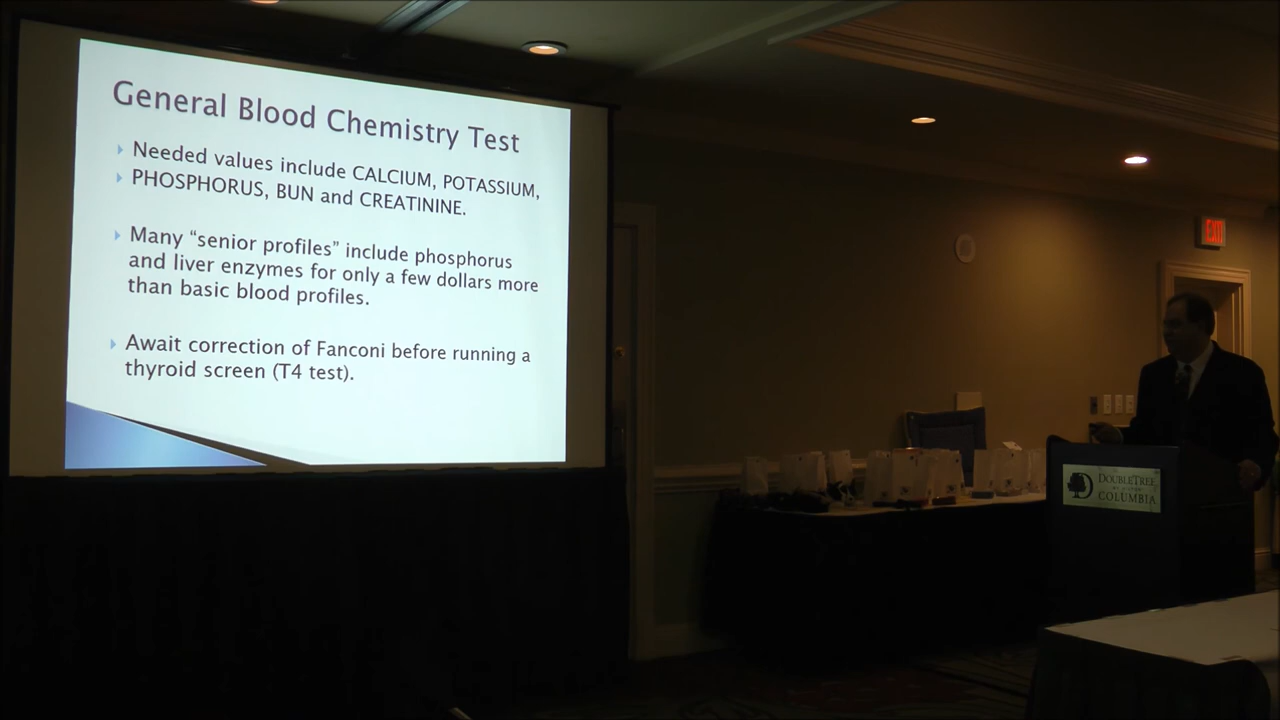 General Blood Chemistry Test
Needed values include CALCIUM, POTASSIUM,
PHOSPHORUS, BUN and CREATININE.
Many “senior profiles” include phosphorus
and liver enzymes for only a few dollars more
than basic blood profiles.
Await correction of Fanconi before running a
thyroid screen (T4 test).
EXIT
DOUBLETREE
COLUMBIA